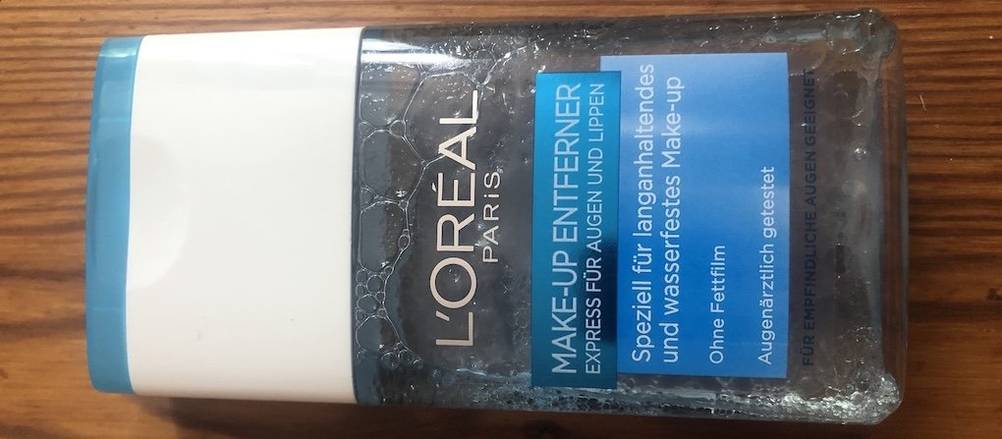 L'ORÉAL
PARiS
MAKE-UP ENTFERNER
EXPRESS FÜR AUGEN UND LIPPEN
Speziell für langanhaltendes
und wasserfestes Make-up
Ohne Fettfilm
Augenärztlich getestet
FÜR EMPFINDLICHE AUGEN GEEIGNET